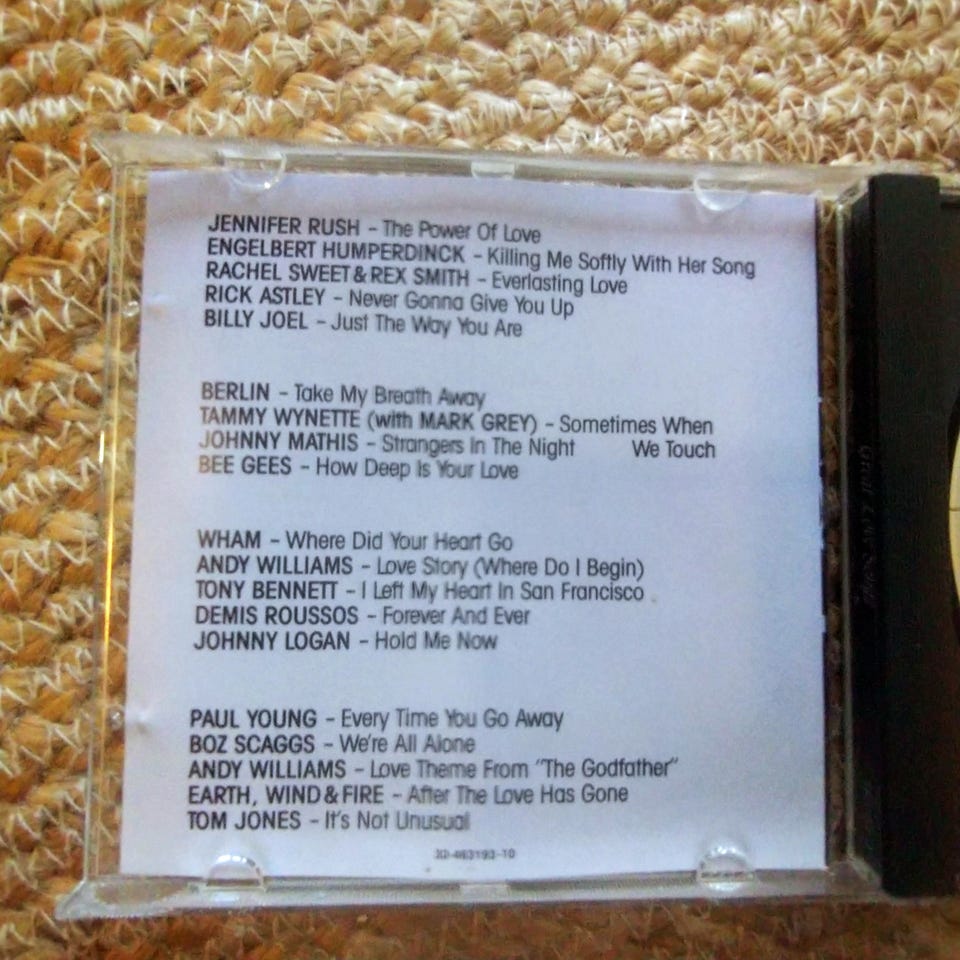 JENNIFER RUSH – The Power Of Love
ENGELBERT HUMPERDINCK – Killing Me Softly With Her Song
RACHEL SWEET & REX SMITH – Everlasting Love
RICK ASTLEY – Never Gonna Give You Up
BILLY JOEL – Just The Way You Are
BERLIN – Take My Breath Away
TAMMY WYNETTE (with MARK GREY) – Sometimes When
JOHNNY MATHIS – Strangers In The Night We Touch
BEE GEES – How Deep Is Your Love
WHAM – Where Did Your Heart Go
ANDY WILLIAMS – Love Story (Where Do I Begin)
TONY BENNETT – I Left My Heart In San Francisco
DEMIS ROUSSOS – Forever And Ever
JOHNNY LOGAN – Hold Me Now
PAUL YOUNG – Every Time You Go Away
BOZ SCAGGS – We're All Alone
ANDY WILLIAMS – Love Theme From "The Godfather"
EARTH, WIND & FIRE – After The Love Has Gone
TOM JONES – It's Not Unusual